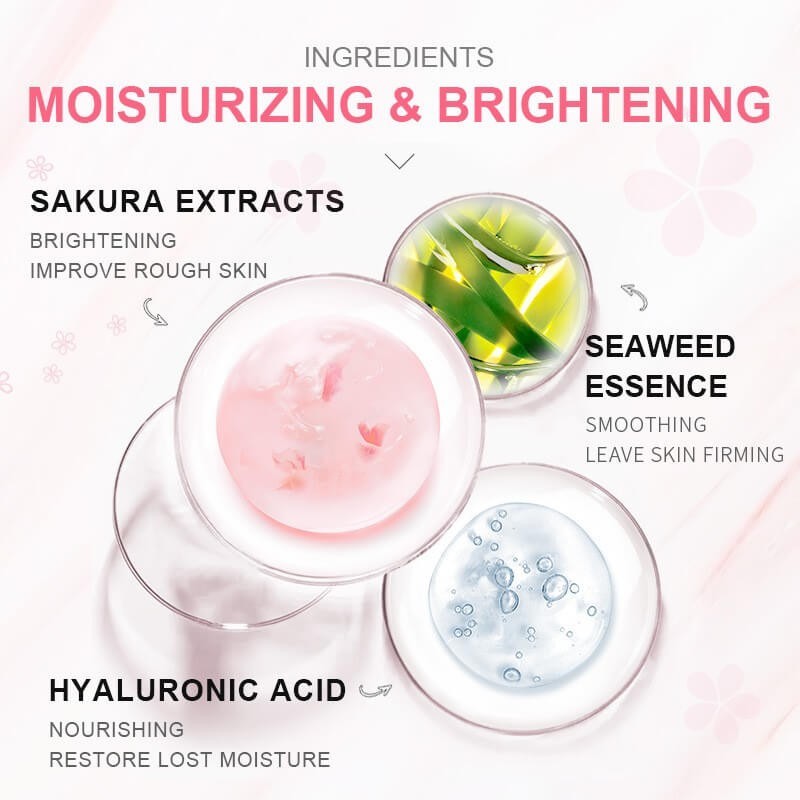 INGREDIENTS
MOISTURIZING & BRIGHTENING
SAKURA EXTRACTS
BRIGHTENING
IMPROVE ROUGH SKIN
SEAWEED
ESSENCE
SMOOTHING
LEAVE SKIN FIRMING
HYALURONIC ACID
NOURISHING
RESTORE LOST MOISTURE